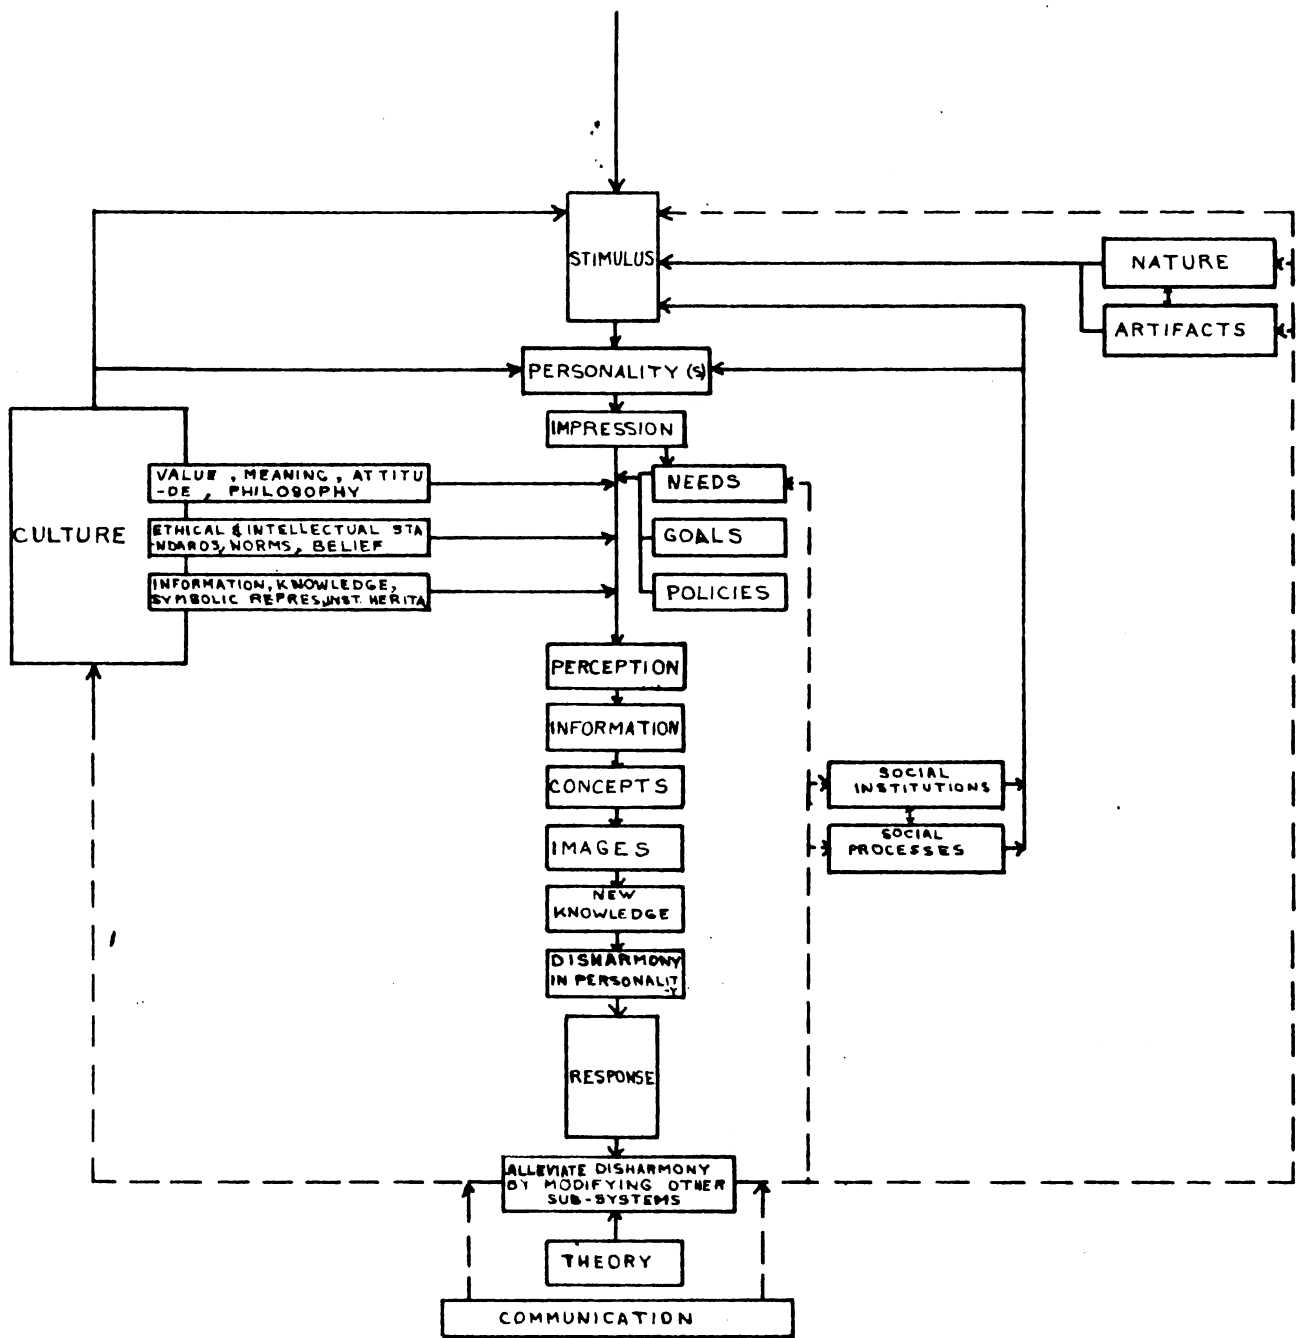 STIMULUS
NATURE
ARTIFACTS
PERSONALITY (S)
IMPRESSION
VALUE , MEANING , ATTITU
-DE , PHILOSOPHY
NEEDS
CULTURE
ETHICAL & INTELLECTUAL STA
-NDARDS, NORMS, BELIEF
GOALS
INFORMATION, KNOWLEDGE,
SYMBOLIC REPRES, INST. HERITA
POLICIES
PERCEPTION
INFORMATION
CONCEPTS
SOCIAL
INSTITUTIONS
IMAGES
SOCIAL
PROCESSES
NEW
KNOWLEDGE
DISHARMONY
IN PERSONALIT
-Y
RESPONSE
ALLEVIATE DISHARMONY
BY MODIFYING OTHER
SUB-SYSTEMS
THEORY
COMMUNICATION